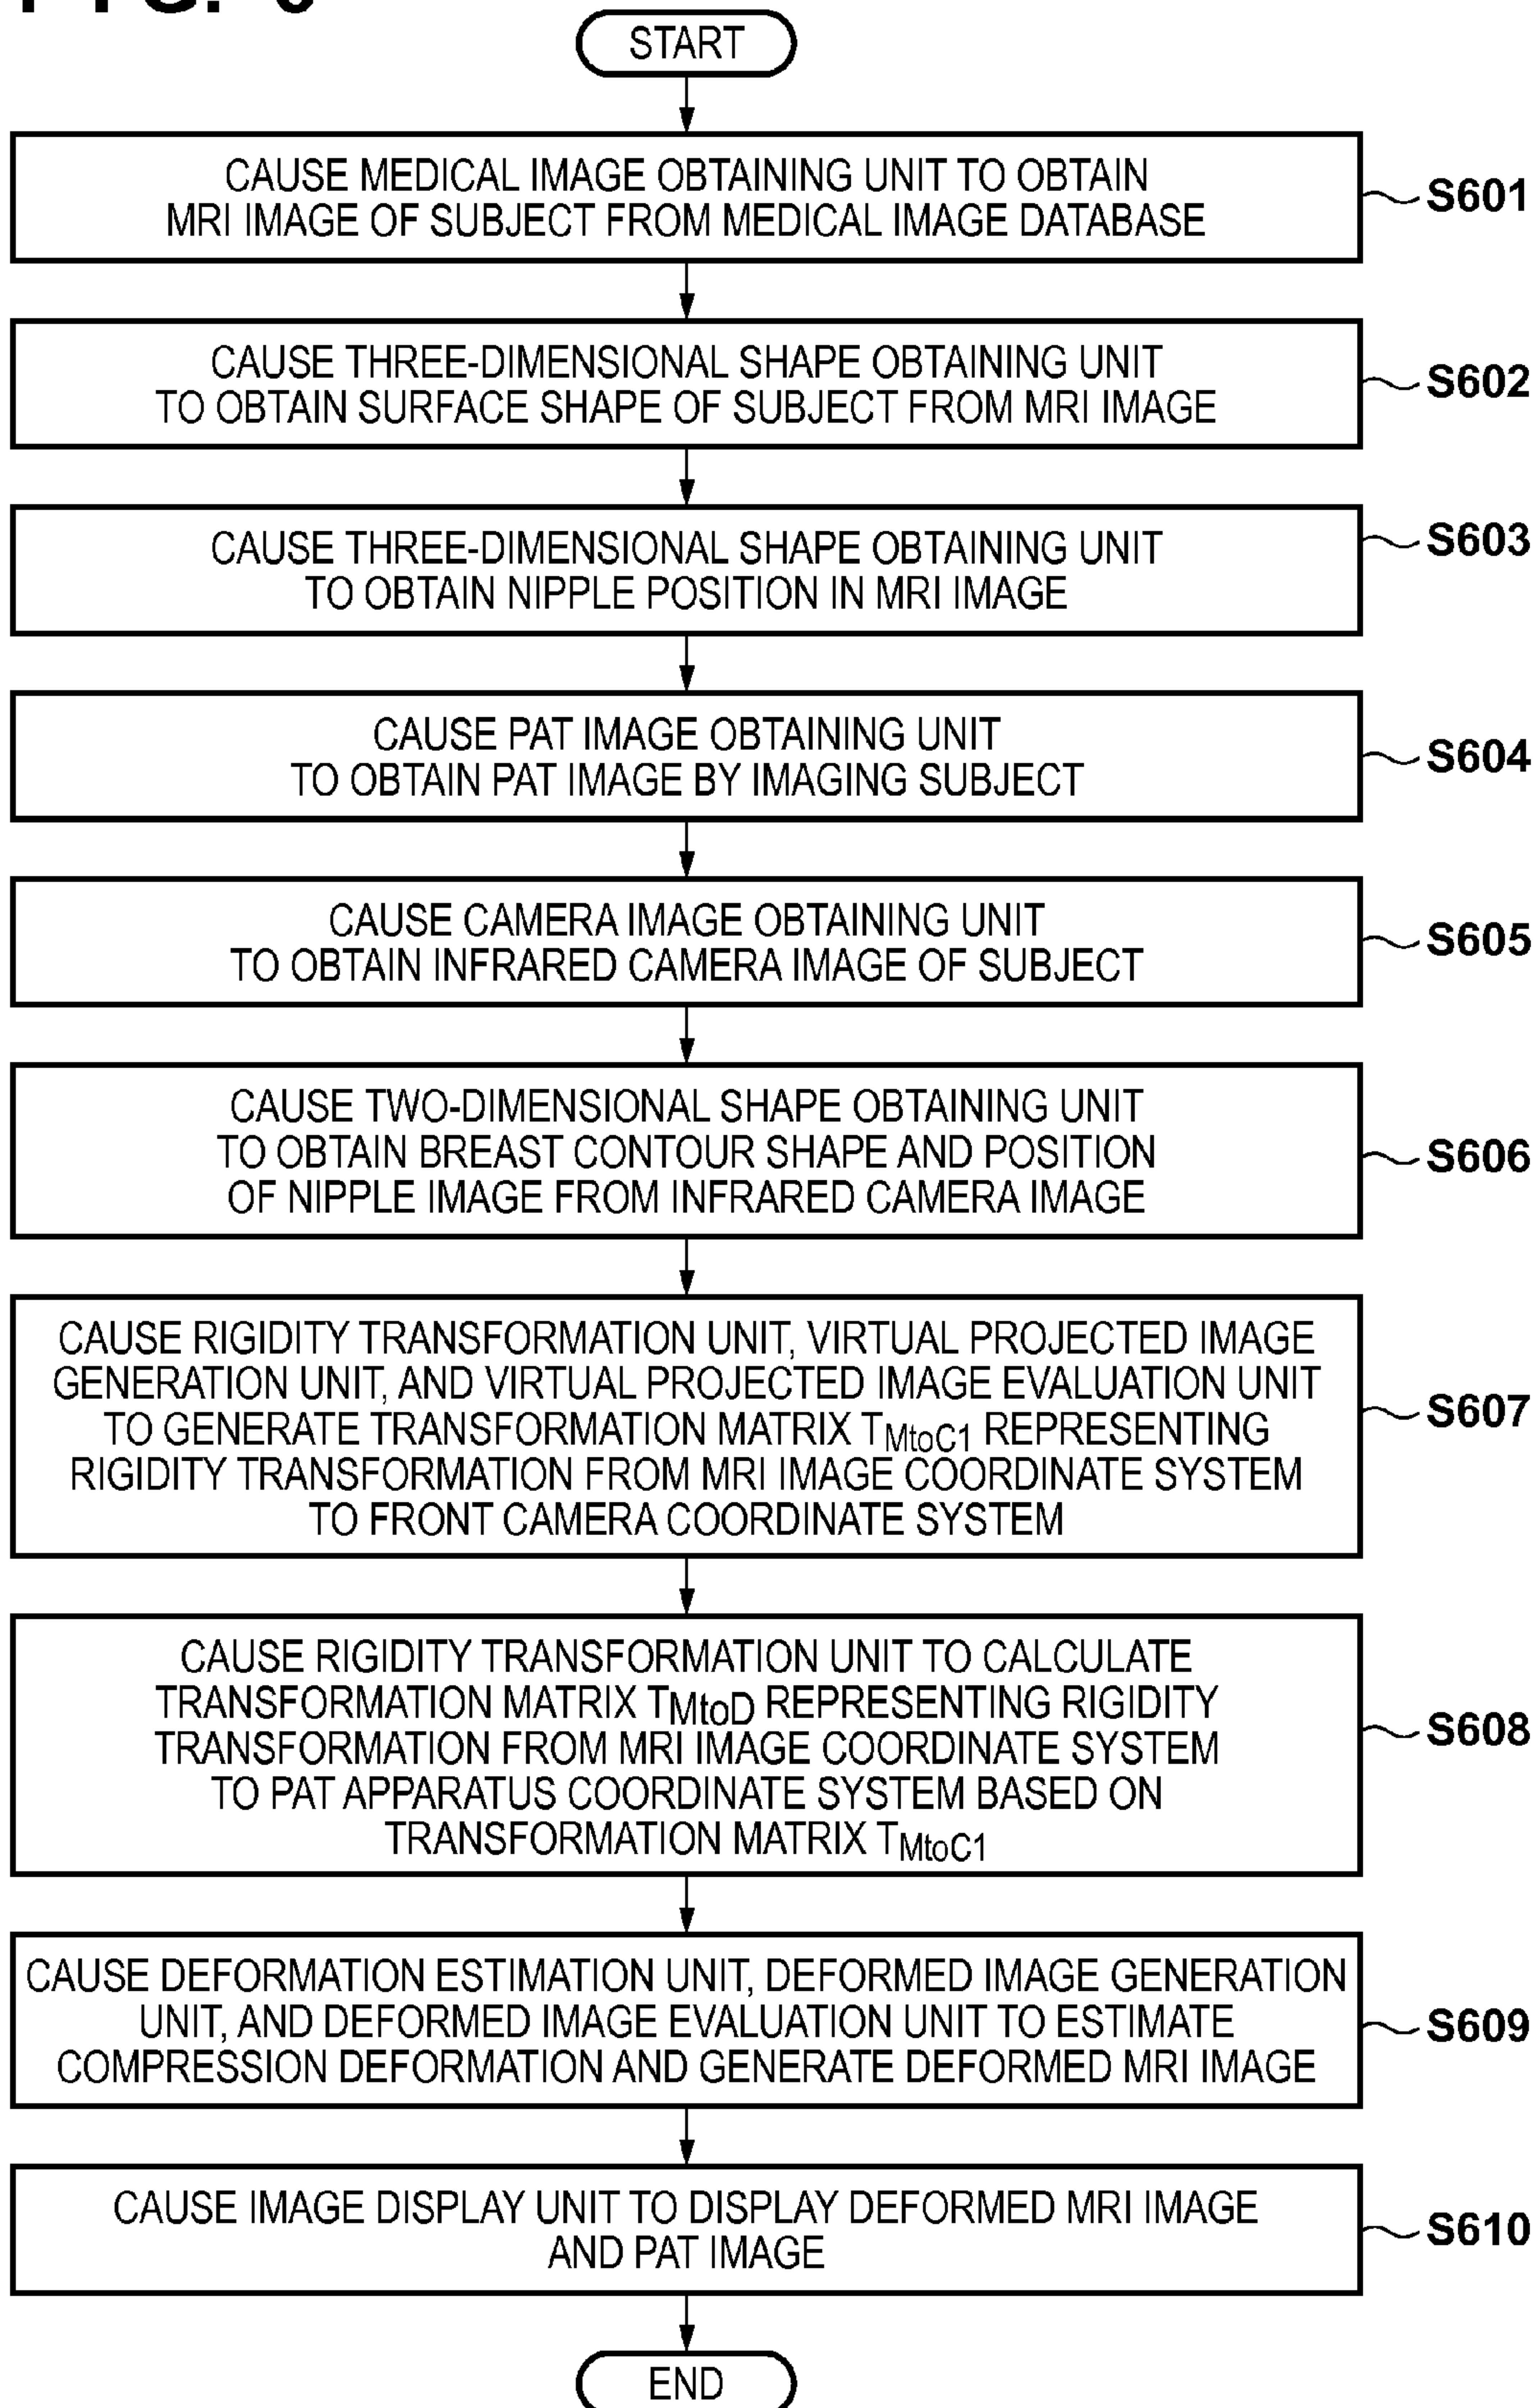 START
CAUSE MEDICAL IMAGE OBTAINING UNIT TO OBTAIN
MRI IMAGE OF SUBJECT FROM MEDICAL IMAGE DATABASE
S601
CAUSE THREE-DIMENSIONAL SHAPE OBTAINING UNIT
TO OBTAIN SURFACE SHAPE OF SUBJECT FROM MRI IMAGE
S602
CAUSE THREE-DIMENSIONAL SHAPE OBTAINING UNIT
TO OBTAIN NIPPLE POSITION IN MRI IMAGE
S603
CAUSE PAT IMAGE OBTAINING UNIT
TO OBTAIN PAT IMAGE BY IMAGING SUBJECT
S604
CAUSE CAMERA IMAGE OBTAINING UNIT
TO OBTAIN INFRARED CAMERA IMAGE OF SUBJECT
S605
CAUSE TWO-DIMENSIONAL SHAPE OBTAINING UNIT
TO OBTAIN BREAST CONTOUR SHAPE AND POSITION
OF NIPPLE IMAGE FROM INFRARED CAMERA IMAGE
S606
CAUSE RIGIDITY TRANSFORMATION UNIT, VIRTUAL PROJECTED IMAGE
GENERATION UNIT, AND VIRTUAL PROJECTED IMAGE EVALUATION UNIT
TO GENERATE TRANSFORMATION MATRIX TMtoC1 REPRESENTING
RIGIDITY TRANSFORMATION FROM MRI IMAGE COORDINATE SYSTEM
TO FRONT CAMERA COORDINATE SYSTEM
S607
CAUSE RIGIDITY TRANSFORMATION UNIT TO CALCULATE
TRANSFORMATION MATRIX TMtoD REPRESENTING RIGIDITY
TRANSFORMATION FROM MRI IMAGE COORDINATE SYSTEM
TO PAT APPARATUS COORDINATE SYSTEM BASED ON
TRANSFORMATION MATRIX TMtoC1
S608
CAUSE DEFORMATION ESTIMATION UNIT, DEFORMED IMAGE GENERATION
UNIT, AND DEFORMED IMAGE EVALUATION UNIT TO ESTIMATE
COMPRESSION DEFORMATION AND GENERATE DEFORMED MRI IMAGE
S609
CAUSE IMAGE DISPLAY UNIT TO DISPLAY DEFORMED MRI IMAGE
AND PAT IMAGE
S610
END